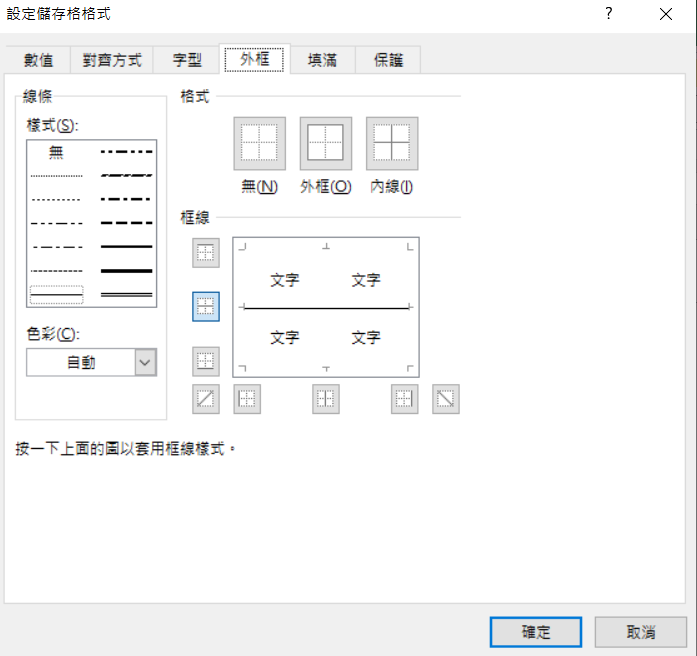 設定儲存格格式
?
數值 對齊方式 字型 外框 填滿 保護
線條
樣式(S):
無
色彩(C):
自動
格式
無(N) 外框(O) 內線(I)
框線
文字 文字
文字 文字
按一下上面的圖以套用框線樣式。
確定 取消